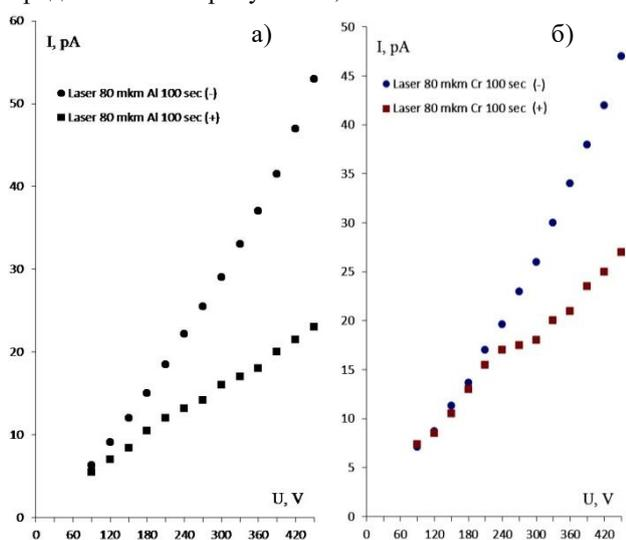 I, pA
а)
Laser 80 mkm Al 100 sec (-)
Laser 80 mkm Al 100 sec (+)
60
50
40
30
20
10
0
U, V
0 60 120 180 240 300 360 420
I, pA
б)
Laser 80 mkm Cr 100 sec (-)
Laser 80 mkm Cr 100 sec (+)
50
45
40
35
30
25
20
15
10
5
0
U, V
0 60 120 180 240 300 360 420